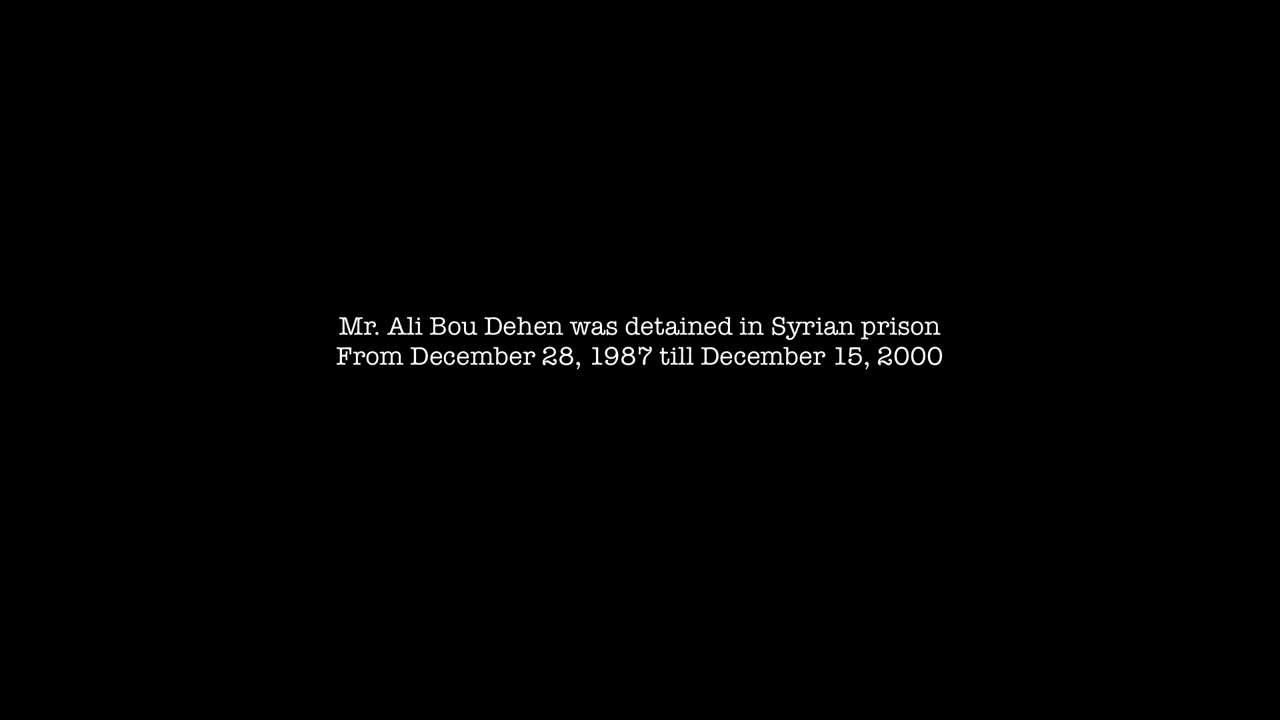 Mr. Ali Bou Dehen was detained in Syrian prison
From December 28, 1987 till December 15, 2000